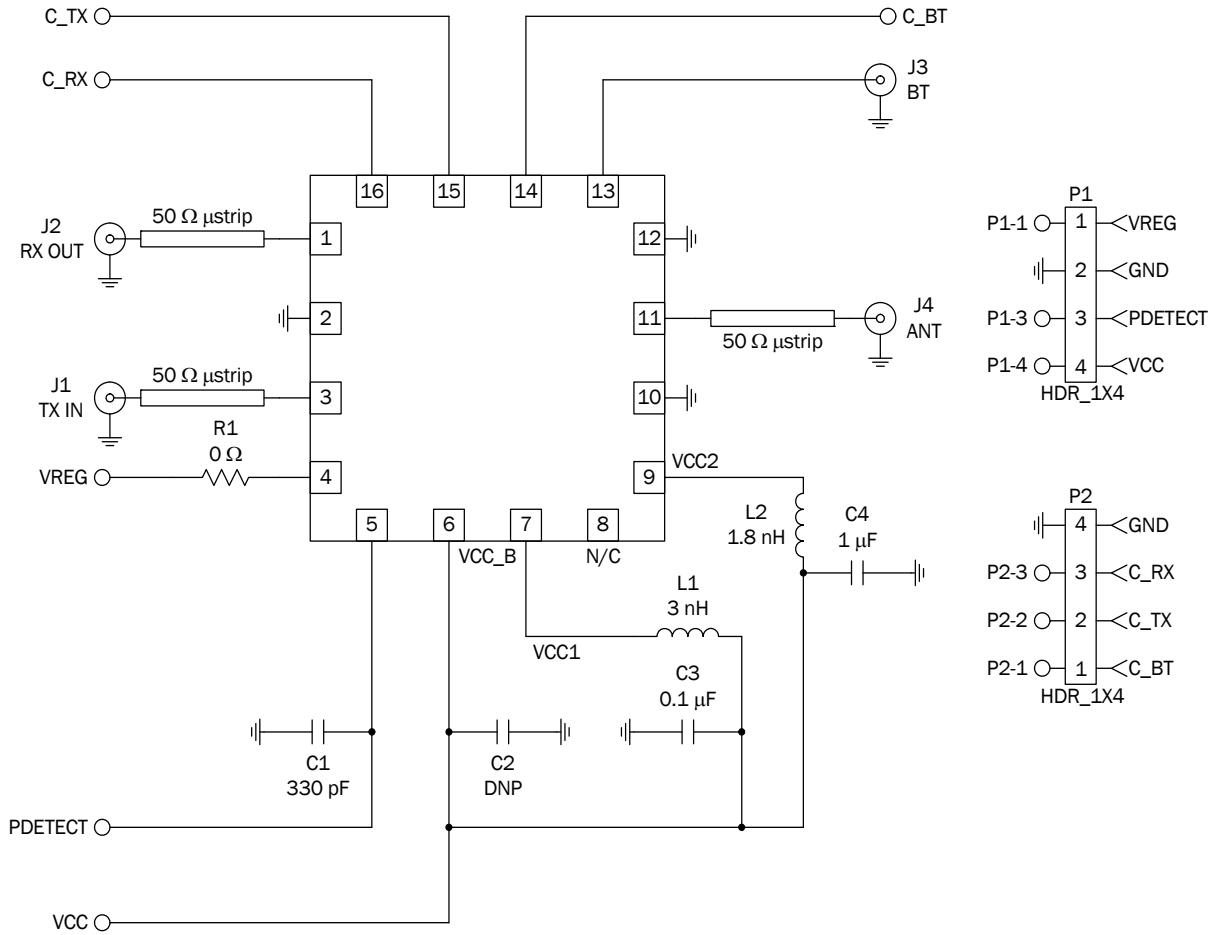 C_TX
C_BT
C_RX
J3
BT
16
15
14
13
P1
J2
RX OUT
50 Ω µstrip
1
12
P1-1
1
VREG
2
GND
2
11
50 Ω µstrip
J4
ANT
P1-3
3
PDETECT
P1-4
4
VCC
HDR_1X4
J1
TX IN
50 Ω µstrip
3
10
R1
0 Ω
VREG
4
9
VCC2
5
6
7
8
VCC_B
N/C
L2
1.8 nH
C4
1 µF
P2
4
GND
P2-3
3
C_RX
P2-2
2
C_TX
P2-1
1
C_BT
HDR_1X4
L1
3 nH
VCC1
C3
0.1 µF
C1
330 pF
C2
DNP
PDETECT
VCC